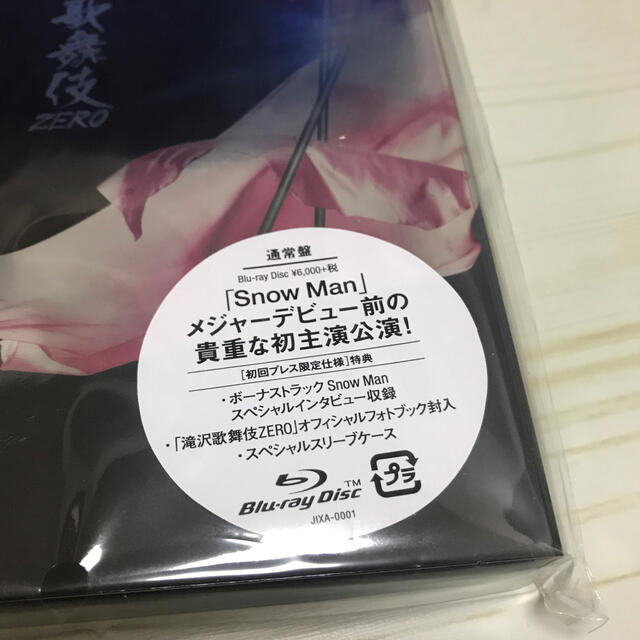 歌舞伎
ZERO
通常盤
Blu-ray Disc ¥6,000+税
「Snow Man」
メジャーデビュー前の
貴重な初主演公演!
[初回プレス限定仕様]特典
・ボーナストラック Snow Man
スペシャルインタビュー収録
・「滝沢歌舞伎ZERO」オフィシャルフォトブック封入
・スペシャルスリーブケース
Blu-ray Disc™
プラ
JIXA-0001